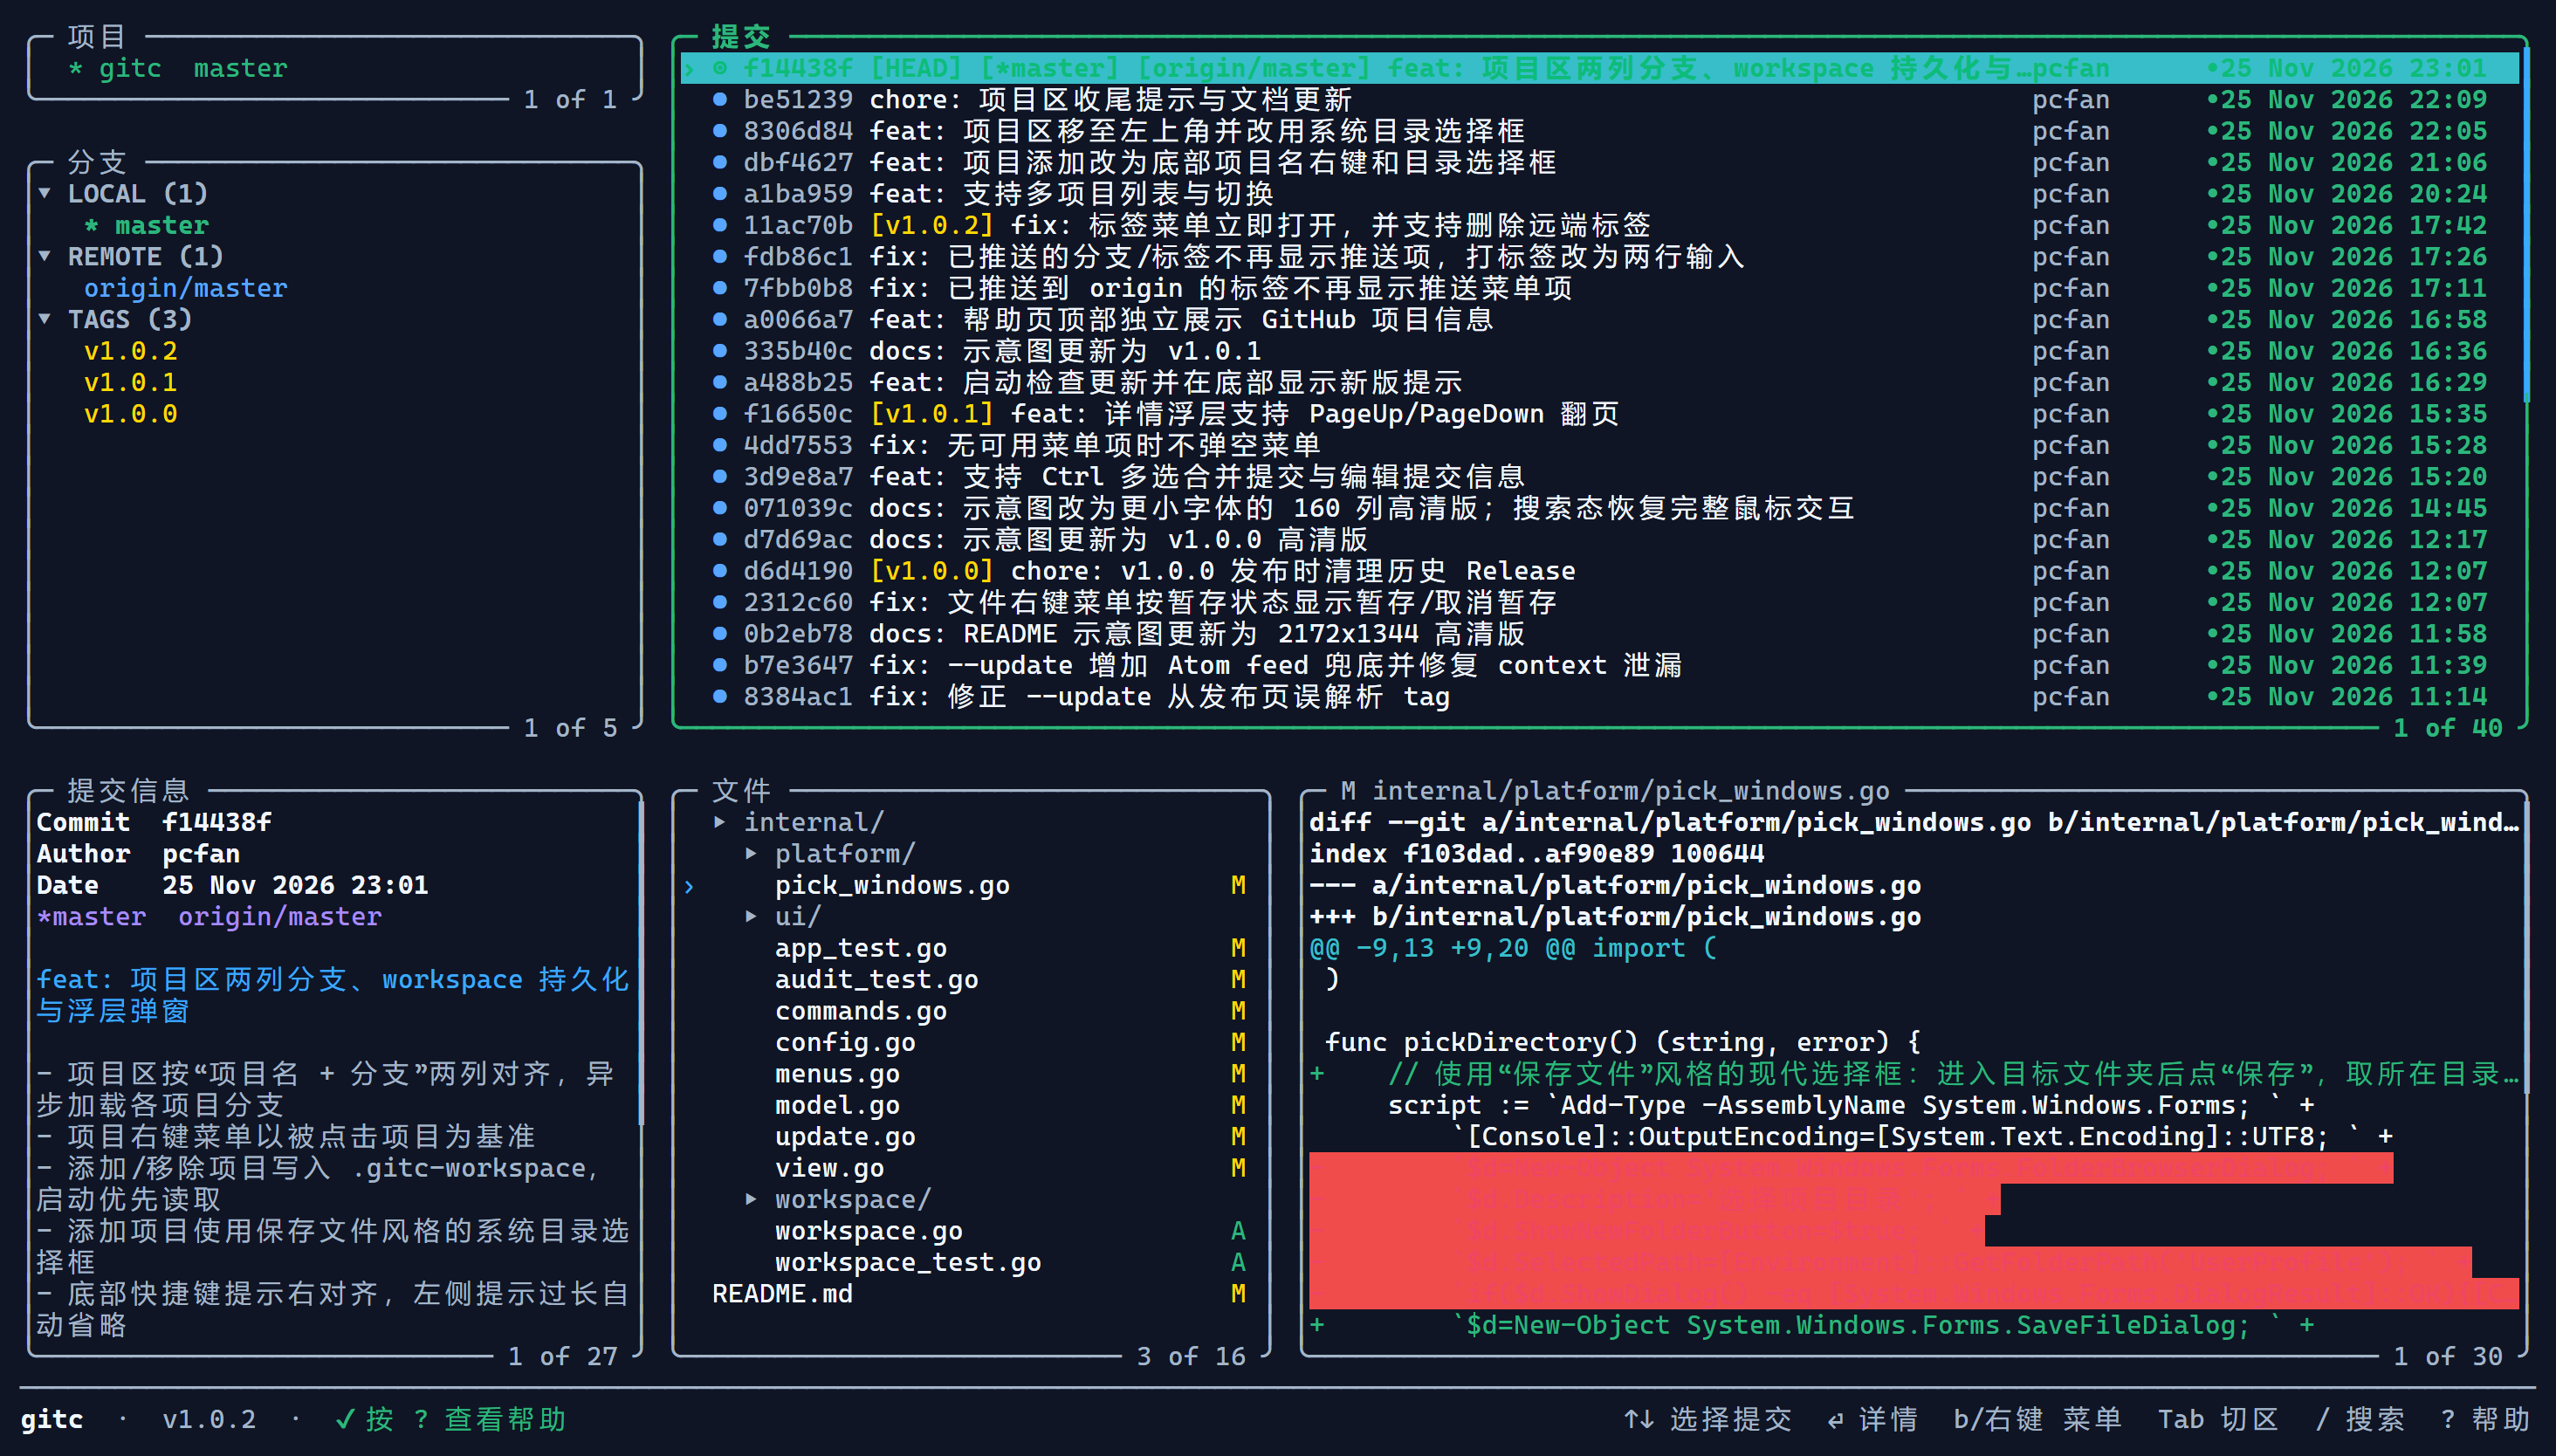 项目
* gitc  master
1 of 1
分支
▼ LOCAL (1)
* master
▼ REMOTE (1)
origin/master
▼ TAGS (3)
v1.0.2
v1.0.1
v1.0.0
1 of 5
提交
› f14438f [HEAD] [*master] [origin/master] feat: 项目区两列分支、workspace 持久化与…pcfan •25 Nov 2026 23:01
● be51239 chore: 项目区收尾提示与文档更新 pcfan •25 Nov 2026 22:09
● 8306d84 feat: 项目区移至左上角并改用系统目录选择框 pcfan •25 Nov 2026 22:05
● dbf4627 feat: 项目添加改为底部项目名右键和目录选择框 pcfan •25 Nov 2026 21:06
● a1ba959 feat: 支持多项目列表与切换 pcfan •25 Nov 2026 20:24
● 11ac70b [v1.0.2] fix: 标签菜单立即打开，并支持删除远端标签 pcfan •25 Nov 2026 17:42
● fdb86c1 fix: 已推送的分支/标签不再显示推送项，打标签改为两行输入 pcfan •25 Nov 2026 17:26
● 7fbb0b8 fix: 已推送到 origin 的标签不再显示推送菜单项 pcfan •25 Nov 2026 17:11
● a0066a7 feat: 帮助页顶部独立展示 GitHub 项目信息 pcfan •25 Nov 2026 16:58
● 335b40c docs: 示意图更新为 v1.0.1 pcfan •25 Nov 2026 16:36
● a488b25 feat: 启动检查更新并在底部显示新版提示 pcfan •25 Nov 2026 16:29
● f16650c [v1.0.1] feat: 详情浮层支持 PageUp/PageDown 翻页 pcfan •25 Nov 2026 15:35
● 4dd7553 fix: 无可用菜单项时不弹空菜单 pcfan •25 Nov 2026 15:28
● 3d9e8a7 feat: 支持 Ctrl 多选合并提交与编辑提交信息 pcfan •25 Nov 2026 15:20
● 071039c docs: 示意图改为更小字体的 160 列高清版；搜索态恢复完整鼠标交互 pcfan •25 Nov 2026 14:45
● d7d69ac docs: 示意图更新为 v1.0.0 高清版 pcfan •25 Nov 2026 12:17
● d6d4190 [v1.0.0] chore: v1.0.0 发布时清理历史 Release pcfan •25 Nov 2026 12:07
● 2312c60 fix: 文件右键菜单按暂存状态显示暂存/取消暂存 pcfan •25 Nov 2026 12:07
● 0b2eb78 docs: README 示意图更新为 2172x1344 高清版 pcfan •25 Nov 2026 11:58
● b7e3647 fix: --update 增加 Atom feed 兜底并修复 context 泄漏 pcfan •25 Nov 2026 11:39
● 8384ac1 fix: 修正 --update 从发布页误解析 tag pcfan •25 Nov 2026 11:14
1 of 40
提交信息
Commit  f14438f
Author  pcfan
Date    25 Nov 2026 23:01
*master  origin/master
feat: 项目区两列分支、workspace 持久化
与浮层弹窗
- 项目区按“项目名 + 分支”两列对齐，异
步加载各项目分支
- 项目右键菜单以被点击项目为基准
- 添加/移除项目写入 .gitc-workspace，
启动优先读取
- 添加项目使用保存文件风格的系统目录选
择框
- 底部快捷键提示右对齐，左侧提示过长自
动省略
1 of 27
文件
▶ internal/
▶ platform/
› pick_windows.go M
▶ ui/
app_test.go M
audit_test.go M
commands.go M
config.go M
menus.go M
model.go M
update.go M
view.go M
▶ workspace/
workspace.go A
workspace_test.go A
README.md M
3 of 16
M internal/platform/pick_windows.go
diff --git a/internal/platform/pick_windows.go b/internal/platform/pick_wind…
index f103dad..af90e89 100644
--- a/internal/platform/pick_windows.go
+++ b/internal/platform/pick_windows.go
@@ -9,13 +9,20 @@ import (
)
func pickDirectory() (string, error) {
+    // 使用“保存文件”风格的现代选择框：进入目标文件夹后点“保存”，取所在目录…
script := `Add-Type -AssemblyName System.Windows.Forms; ` +
`[Console]::OutputEncoding=[System.Text.Encoding]::UTF8; ` +
+        `$d=New-Object System.Windows.Forms.SaveFileDialog; ` +
1 of 30
gitc · v1.0.2 · ✓ 按 ? 查看帮助
↑↓ 选择提交  ⏎ 详情  b/右键 菜单  Tab 切区  / 搜索  ? 帮助